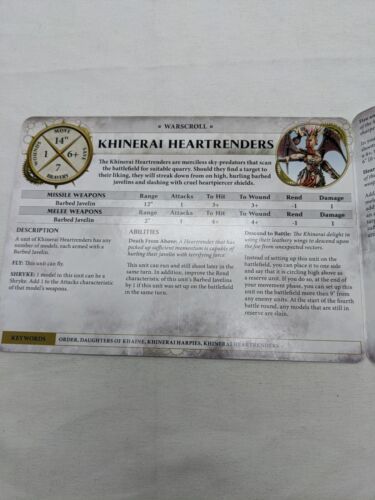 • WARSCROLL •
KHINERAI HEARTRENDERS
MOVE
14"
WOUNDS 1
6+ SAVE
7
BRAVERY
The Khinerai Heartrenders are merciless sky-predators that scan
the battlefield for suitable quarry. Should they find a target to
their liking, they will streak down from on high, hurling barbed
javelins and slashing with cruel heartpiercer shields.
MISSILE WEAPONS Range Attacks To Hit To Wound Rend Damage
Barbed Javelin 12" 1 3+ 3+ -1 1
MELEE WEAPONS Range Attacks To Hit To Wound Rend Damage
Barbed Javelin 2" 1 4+ 4+ -1 1
DESCRIPTION
A unit of Khinerai Heartrenders has any
number of models, each armed with a
Barbed Javelin.
FLY: This unit can fly.
SHRYKE: 1 model in this unit can be a
Shryke. Add 1 to the Attacks characteristic
of that model's weapons.
ABILITIES
Death From Above: A Heartrender that has
picked up sufficient momentum is capable of
hurling their javelin with terrifying force.
This unit can run and still shoot later in the
same turn. In addition, improve the Rend
characteristic of this unit's Barbed Javelins
by 1 if this unit was set up on the battlefield
in the same turn.
Descend to Battle: The Khinerai delight in
using their leathery wings to descend upon
the foe from unexpected vectors.
Instead of setting up this unit on the
battlefield, you can place it to one side
and say that it is circling high above as
a reserve unit. If you do so, at the end of your
movement phase, you can set up this unit
on the battlefield more than 9" from
any enemy units. At the start of the fourth
battle round, any models that are still in
reserve are slain.
KEYWORDS ORDER, DAUGHTERS OF KHAINE, KHINERAI HARPIES, KHINERAI HEARTRENDERS